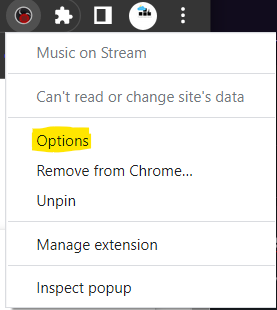 Music on Stream
Can't read or change site's data
Options
Remove from Chrome...
Unpin
Manage extension
Inspect popup